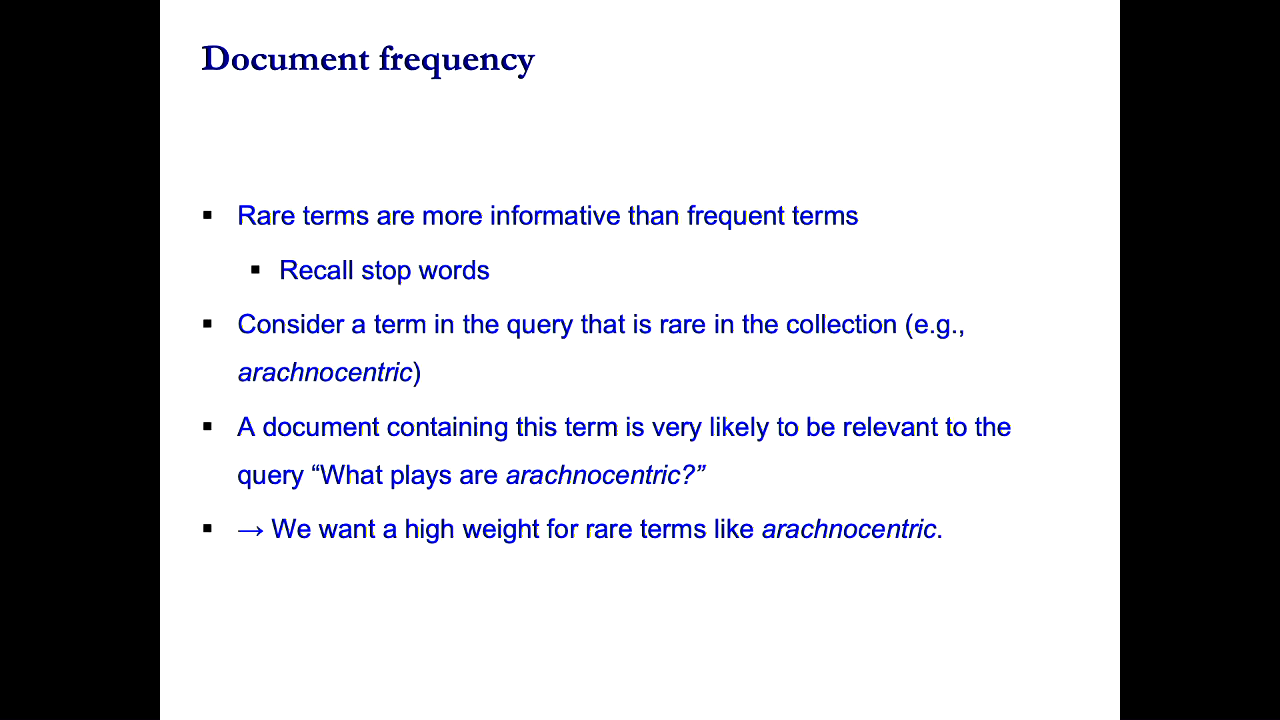 Document frequency
▪ Rare terms are more informative than frequent terms
▪ Recall stop words
▪ Consider a term in the query that is rare in the collection (e.g.,
arachnocentric)
▪ A document containing this term is very likely to be relevant to the
query “What plays are arachnocentric?”
▪ → We want a high weight for rare terms like arachnocentric.